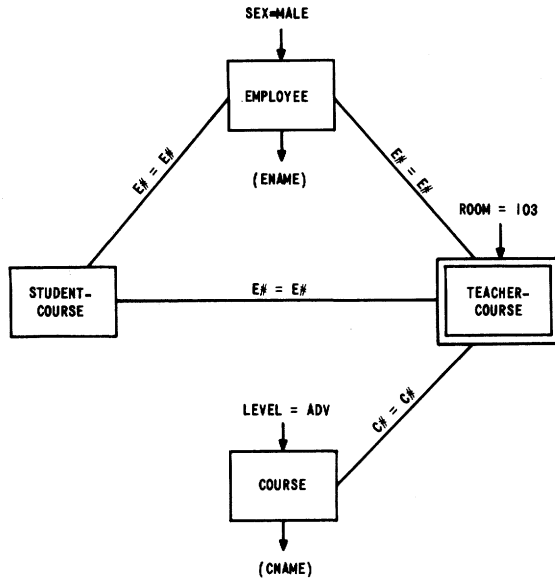 SEX=MALE
EMPLOYEE
(ENAME)
E# = E#
E# = E#
ROOM = 103
STUDENT-
COURSE
E# = E#
TEACHER-
COURSE
C# = C#
LEVEL = ADV
COURSE
(CNAME)